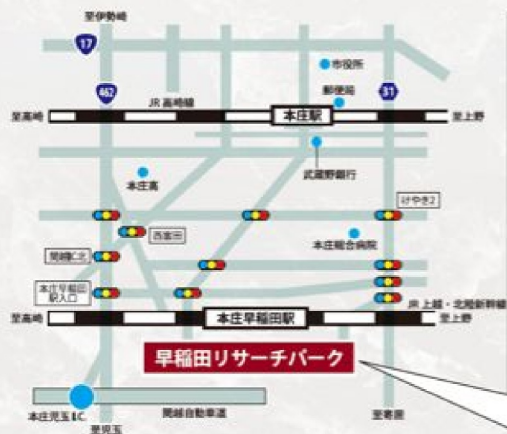 至伊勢崎
17
市役所
462
郵便局
31
JR 高崎線
至高崎
本庄駅
至上野
武蔵野銀行
本庄高
けやき2
西富田
本庄総合病院
関越IC北
本庄早稲田
駅入口
JR 上越・北陸新幹線
至高崎
本庄早稲田駅
至上野
早稲田リサーチパーク
本庄児玉I.C.
関越自動車道
至寄居
至児玉